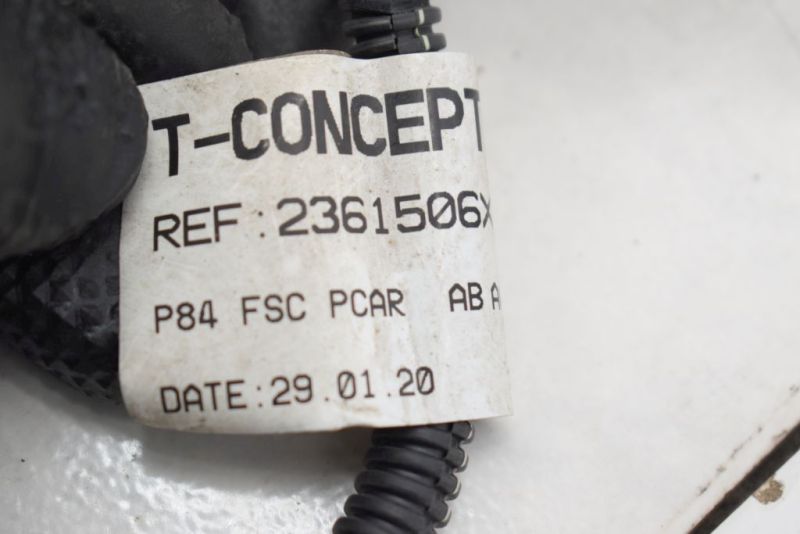 T-CONCEPT
REF:2361506X
P84 FSC PCAR AB A
DATE:29.01.20